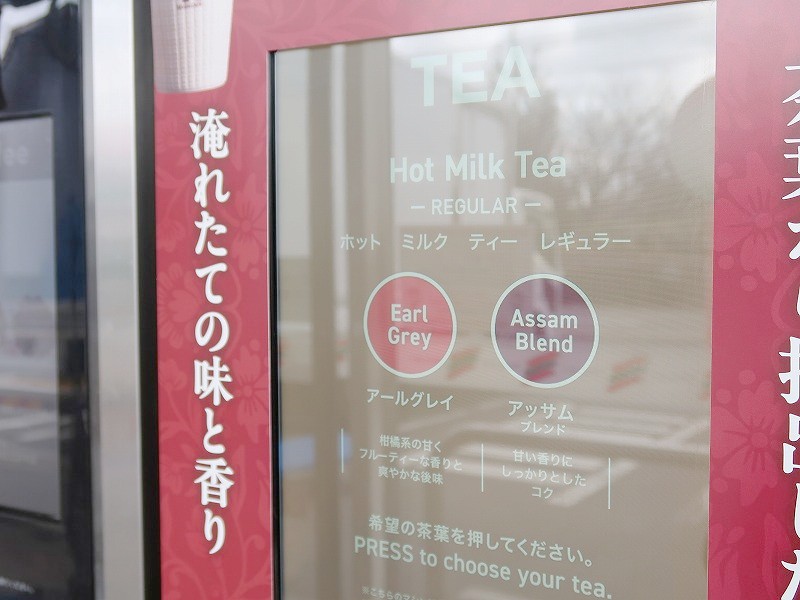 淹れたての味と香り
TEA
Hot Milk Tea
— REGULAR —
ホット ミルク ティー レギュラー
Earl
Grey
Assam
Blend
アールグレイ
アッサム
ブレンド
柑橘系の甘く
フルーティーな香りと
爽やかな後味
甘い香りに
しっかりとした
コク
希望の茶葉を押してください。
PRESS to choose your tea.